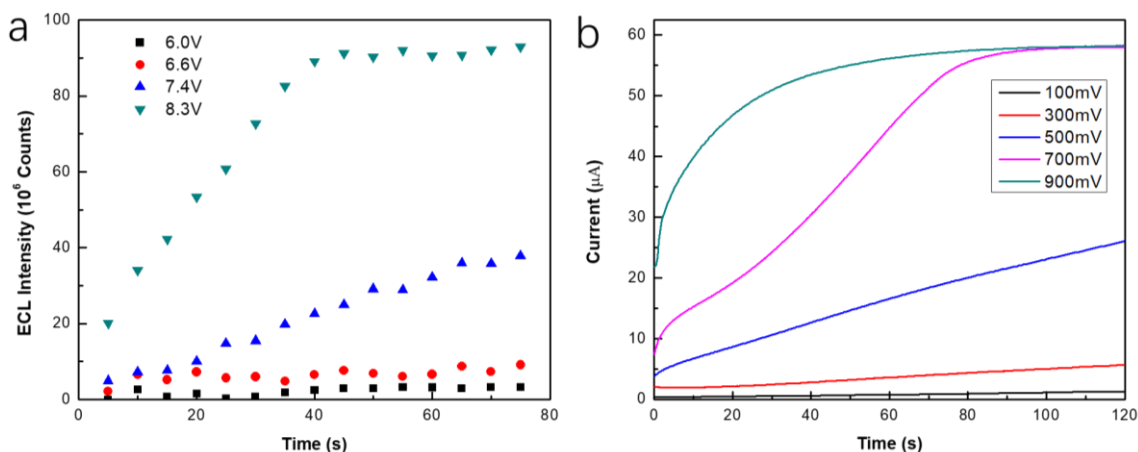 a
100
80
60
40
20
0
ECL Intensity (10⁶ Counts)
6.0V
6.6V
7.4V
8.3V
0 20 40 60 80
Time (s)
b
60
50
40
30
20
10
0
Current (μA)
100mV
300mV
500mV
700mV
900mV
0 20 40 60 80 100 120
Time (s)